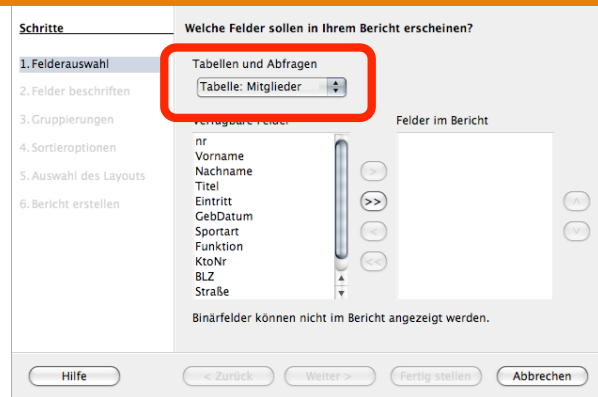 Schritte
Welche Felder sollen in Ihrem Bericht erscheinen?
1. Felderauswahl
2. Felder beschriften
3. Gruppierungen
4. Sortieroptionen
5. Auswahl des Layouts
6. Bericht erstellen
Tabellen und Abfragen
Tabelle: Mitglieder
Verfügbare Felder
Felder im Bericht
nr
Vorname
Nachname
Titel
Eintritt
GebDatum
Sportart
Funktion
KtoNr
BLZ
Straße
>
>>
<
<<
Binärfelder können nicht im Bericht angezeigt werden.
Hilfe
< Zurück
Weiter >
Fertig stellen
Abbrechen